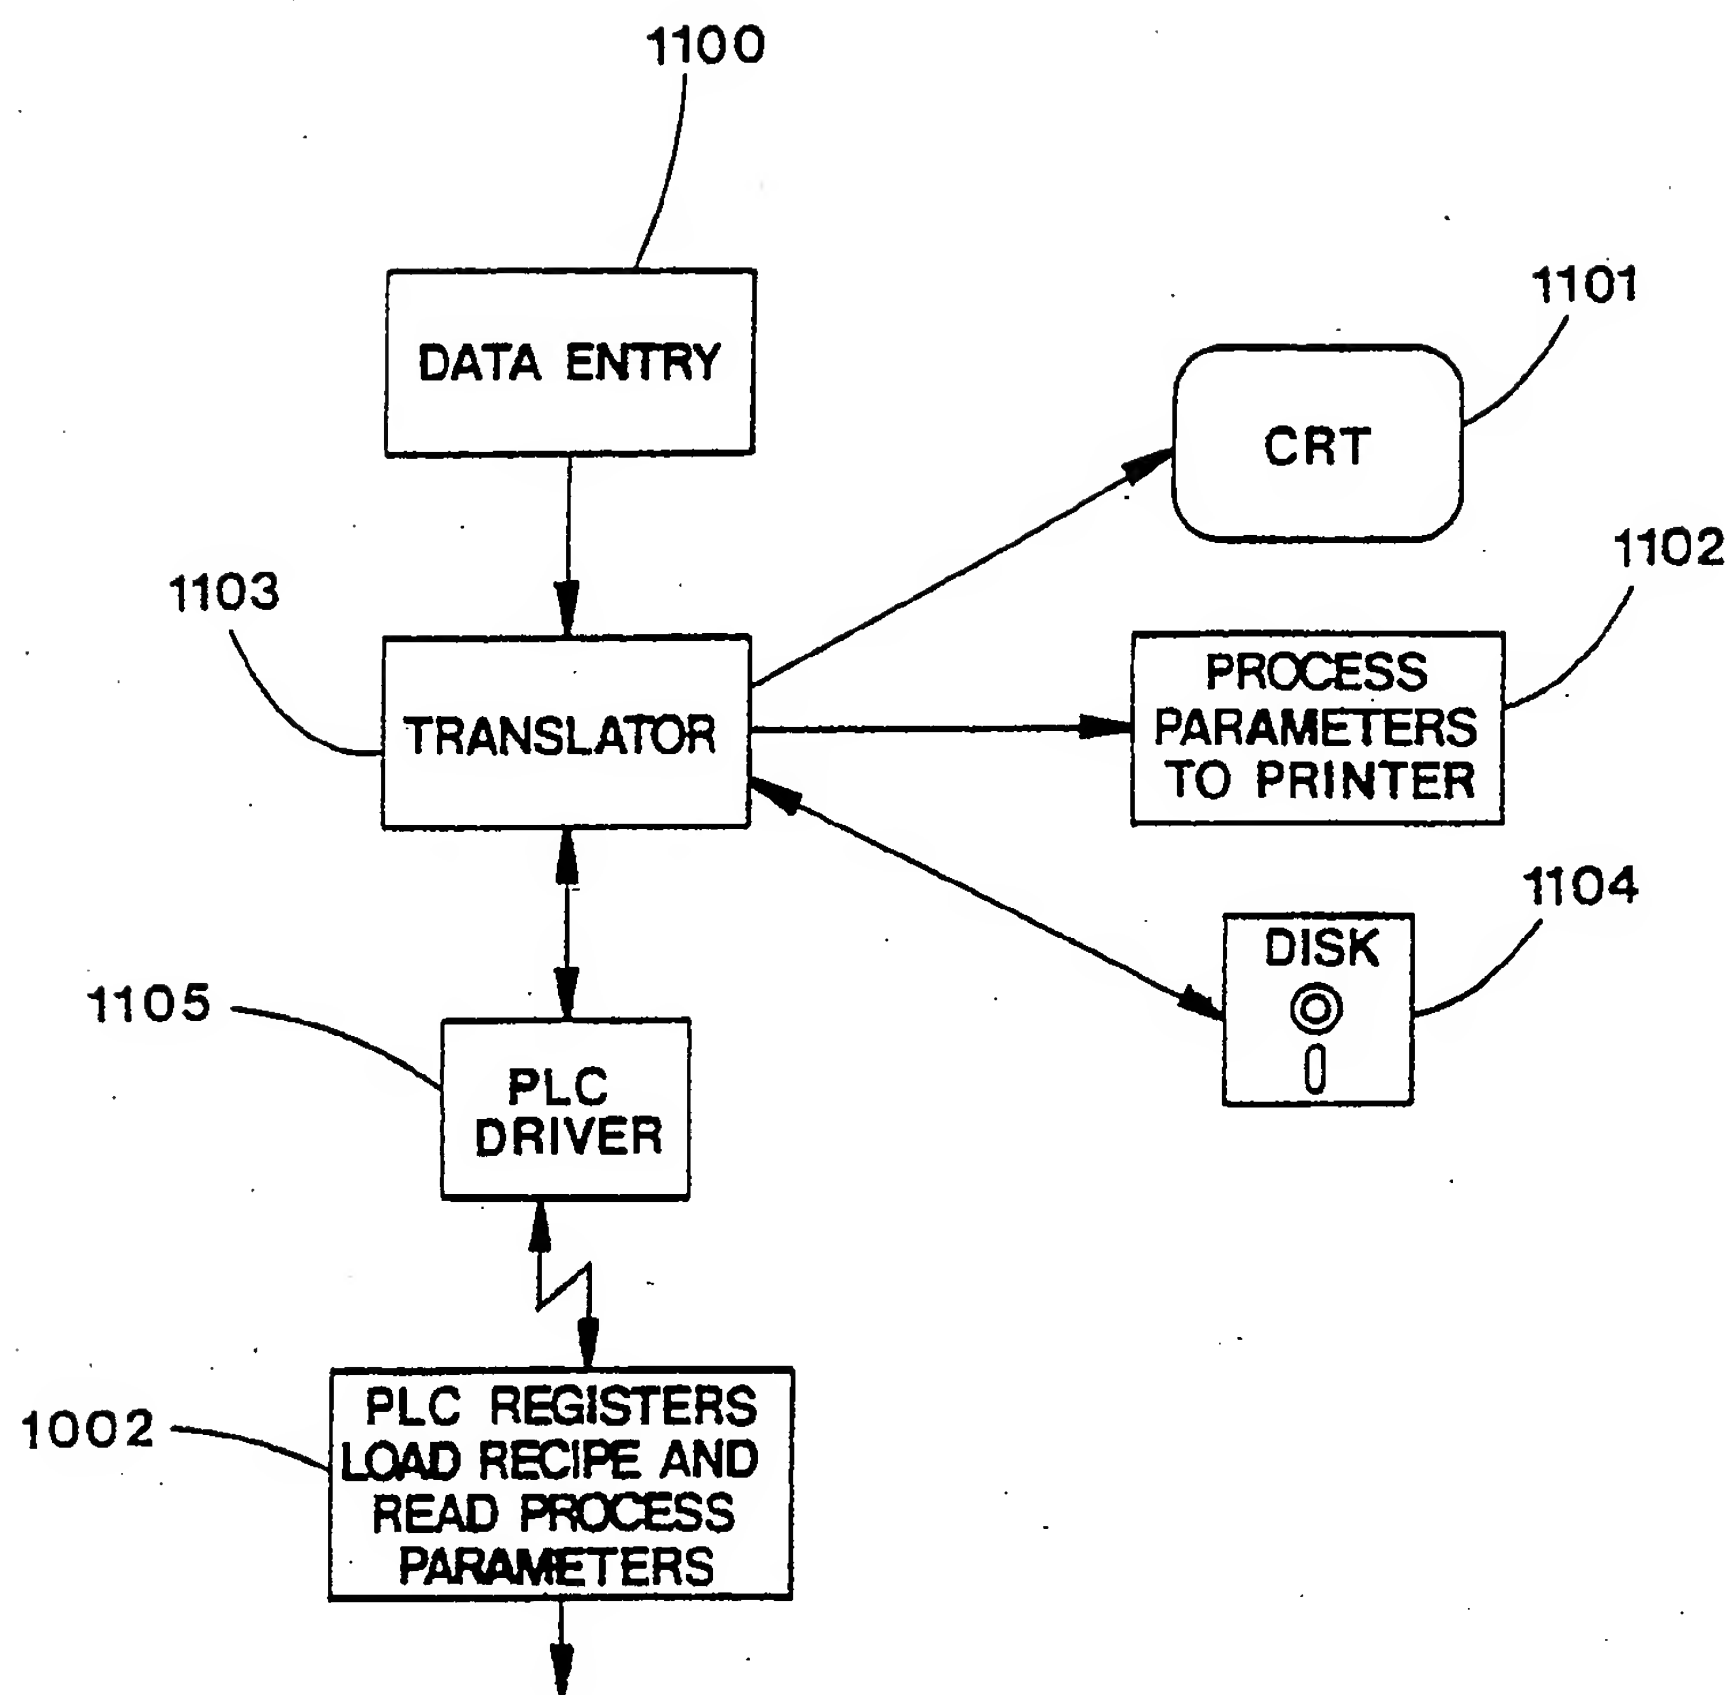 1100
DATA ENTRY
1101
CRT
1102
1103
TRANSLATOR
PROCESS
PARAMETERS
TO PRINTER
1104
DISK
1105
PLC
DRIVER
1002
PLC REGISTERS
LOAD RECIPE AND
READ PROCESS
PARAMETERS